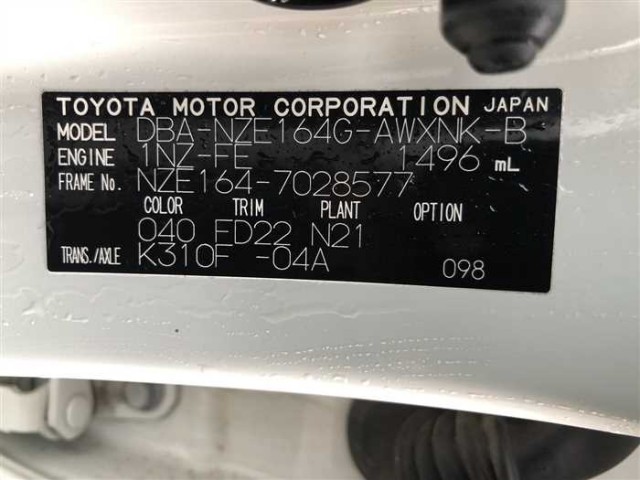 TOYOTA MOTOR CORPORATION JAPAN
MODEL DBA-NZE164G-AWXNK-B
ENGINE 1NZ-FE 1496 mL
FRAME No. NZE164-7028577
COLOR TRIM PLANT OPTION
040 FD22 N21
TRANS./AXLE K310F -04A 098